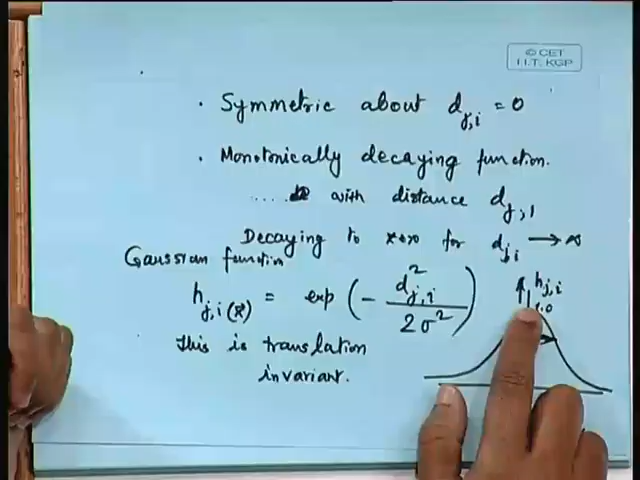 © CET
I.I.T. KGP
• Symmetric about d_{j,i} = 0
• Monotonically decaying function.
..... with distance d_{j,i}
Decaying to zero for d_{j,i} → ∞
Gaussian function
h_{j,i(x)} = exp (- d²_{j,i} / 2σ²)
h_{j,i}
1.0
This is translation
invariant.